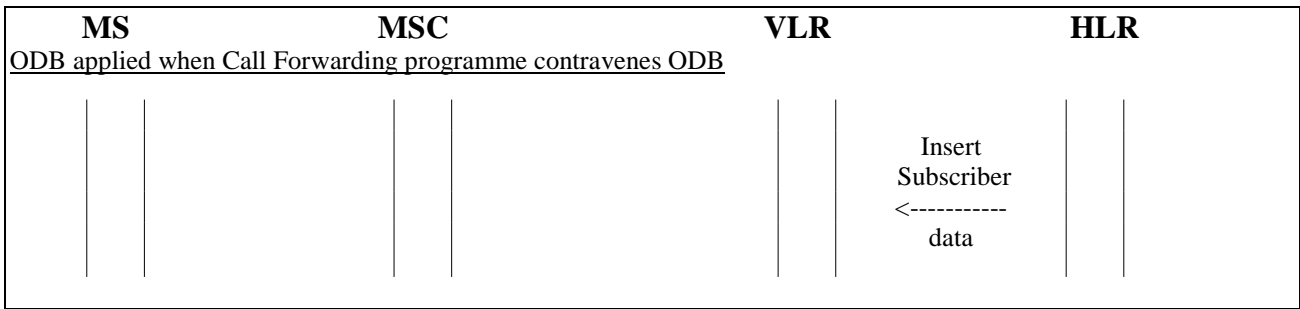 MS MSC VLR HLR
ODB applied when Call Forwarding programme contravenes ODB
Insert
Subscriber
<-----------
data